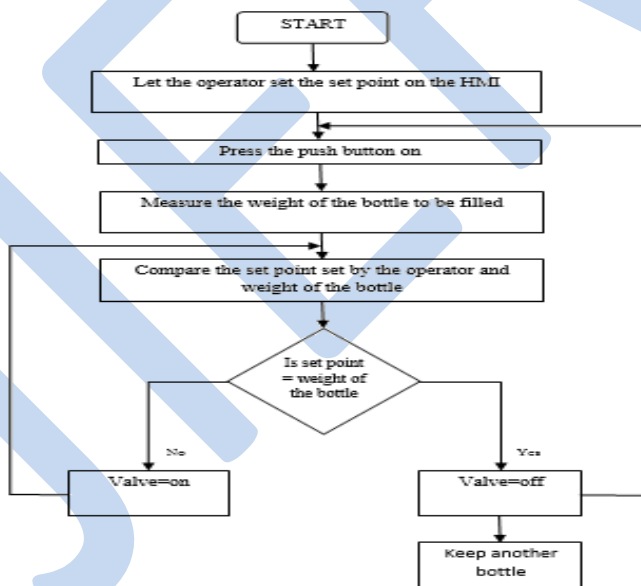 START
Let the operator set the set point on the HMI
Press the push button on
Measure the weight of the bottle to be filled
Compare the set point set by the operator and
weight of the bottle
Is set point
= weight of
the bottle
No
Yes
Valve=on
Valve=off
Keep another
bottle